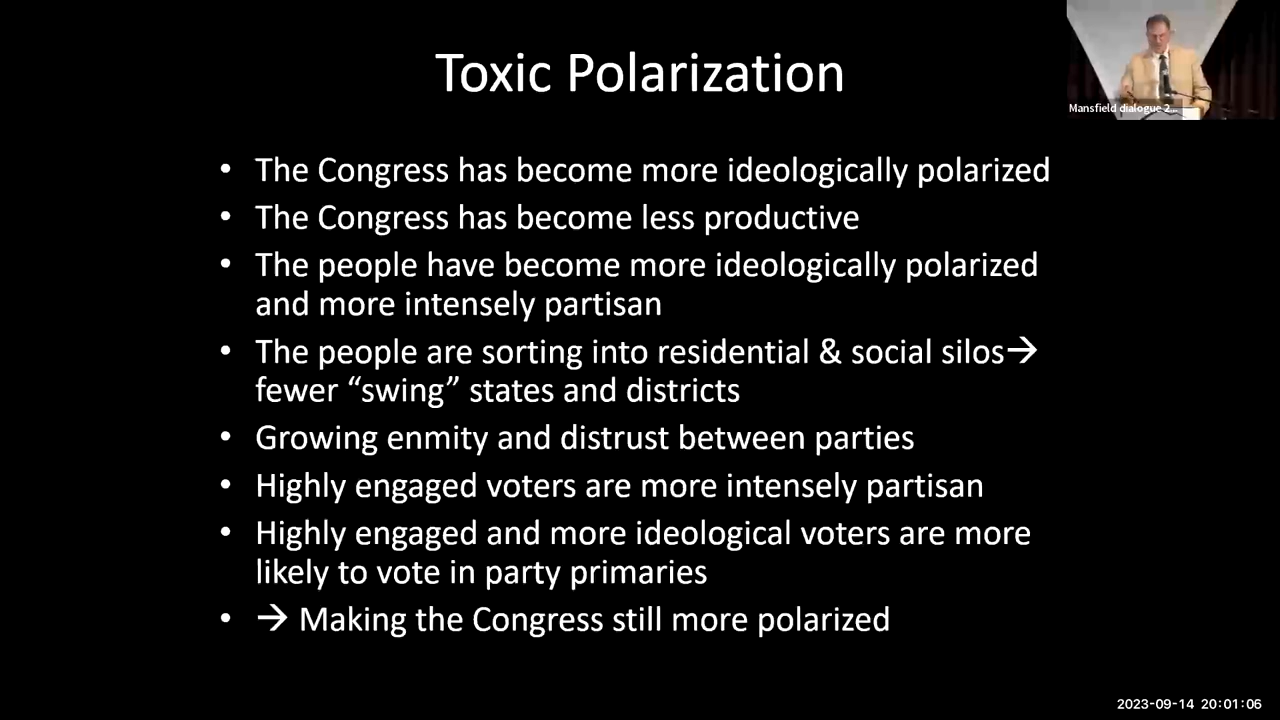 Toxic Polarization
Mansfield dialogue 2...
• The Congress has become more ideologically polarized
• The Congress has become less productive
• The people have become more ideologically polarized
and more intensely partisan
• The people are sorting into residential & social silos→
fewer “swing” states and districts
• Growing enmity and distrust between parties
• Highly engaged voters are more intensely partisan
• Highly engaged and more ideological voters are more
likely to vote in party primaries
• → Making the Congress still more polarized
2023-09-14 20:01:06